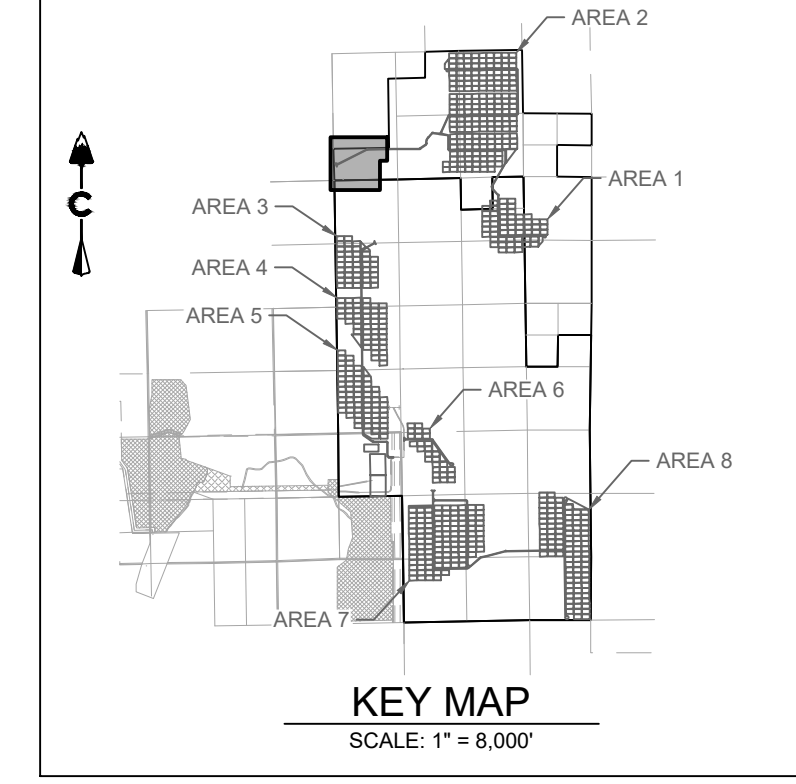 AREA 2
AREA 1
AREA 3
AREA 4
AREA 5
AREA 6
AREA 8
AREA 7
C
KEY MAP
SCALE: 1" = 8,000'